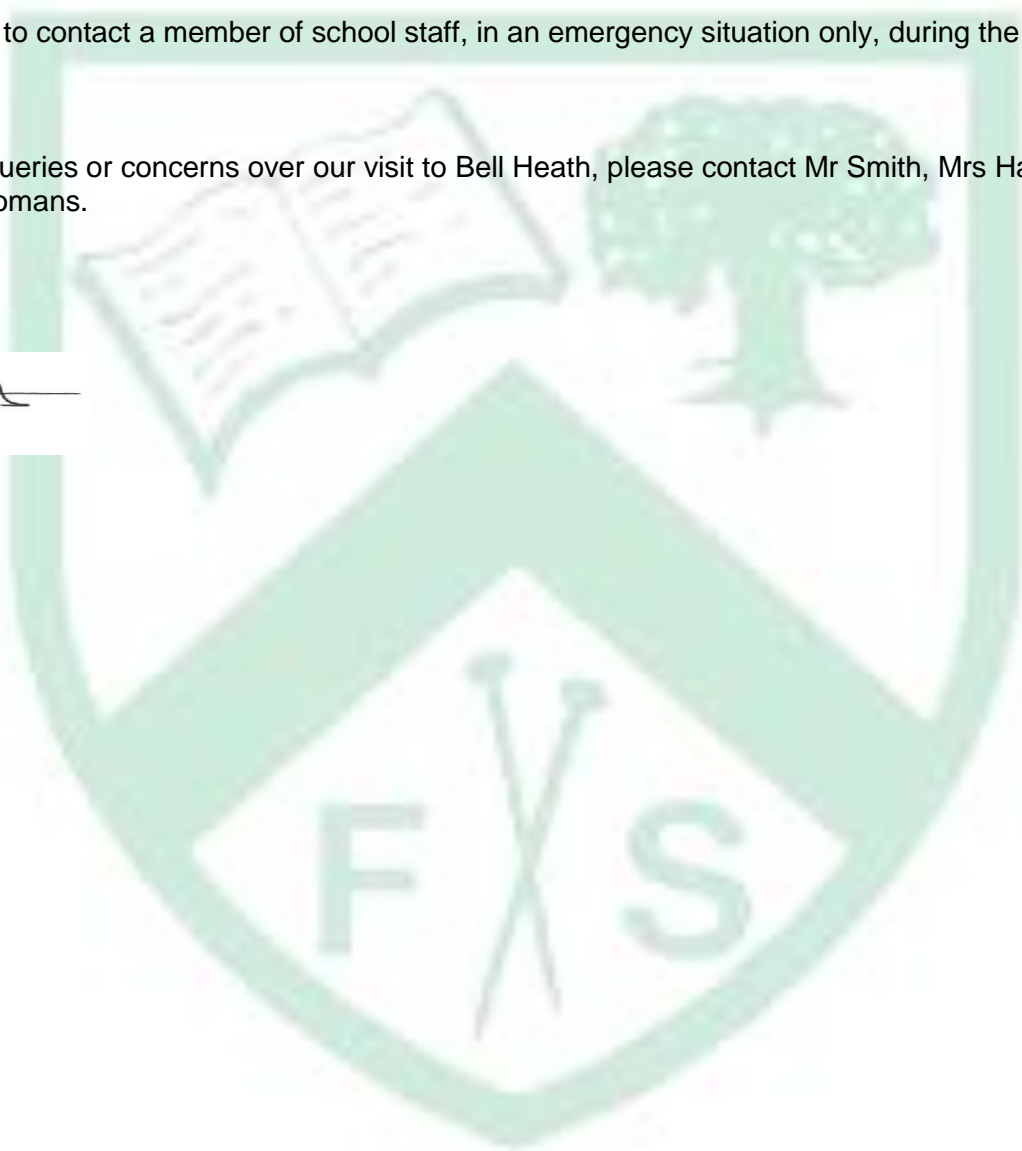 to contact a member of school staff, in an emergency situation only, during the
ueries or concerns over our visit to Bell Heath, please contact Mr Smith, Mrs Ha
omans.
F S